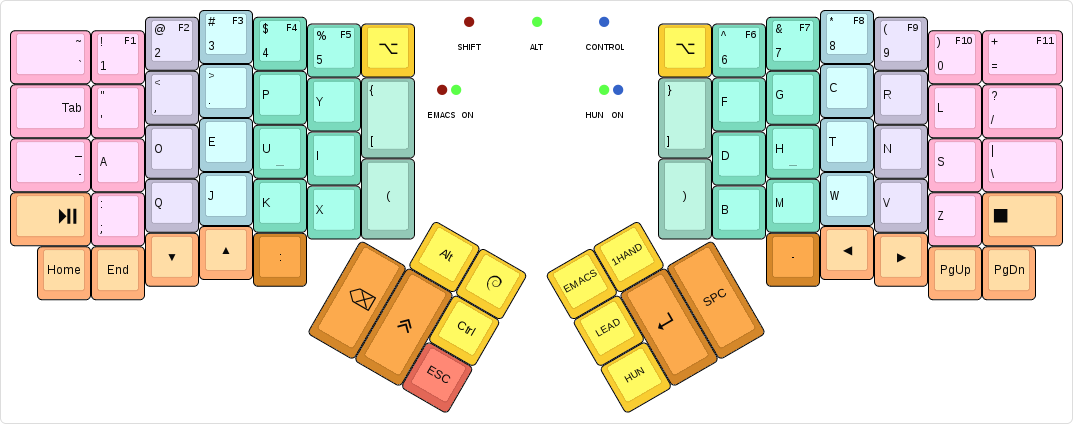 ~ `
! F1 1
@ F2 2
# F3 3
$ F4 4
% F5 5
⌥
SHIFT
ALT
CONTROL
⌥
^ F6 6
& F7 7
* F8 8
( F9 9
) F10 0
+ F11 =
Tab
" '
< ,
> .
P
Y
{ [
EMACS ON
HUN ON
} ]
F
G
C
R
L
? /
_ -
A
O
E
U _
I
(
)
D
H _
T
N
S
| \
: ;
Q
J
K
X
B
M
W
V
Z
Home
End
▼
▲
:
-
◀
▶
PgUp
PgDn
Alt
Ctrl
ESC
EMACS
1HAND
LEAD
HUN
SPC